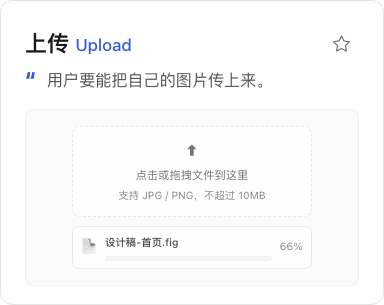 上传 Upload
“ 用户要能把自己的图片传上来。
点击或拖拽文件到这里
支持 JPG / PNG，不超过 10MB
设计稿-首页.fig
66%